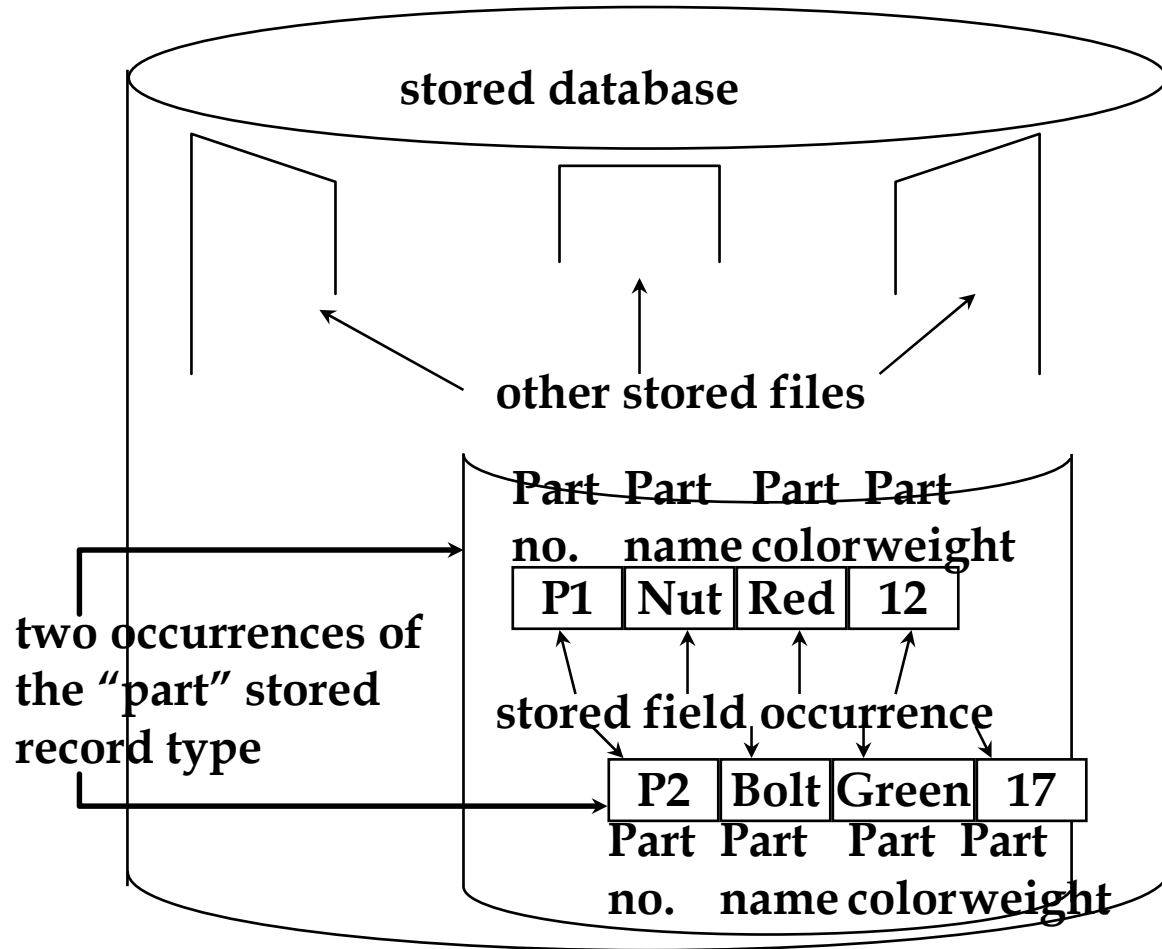 stored database
other stored files
Part Part Part Part
no. name color weight
P1 Nut Red 12
two occurrences of
the “part” stored
record type
stored field occurrence
P2 Bolt Green 17
Part Part Part Part
no. name color weight